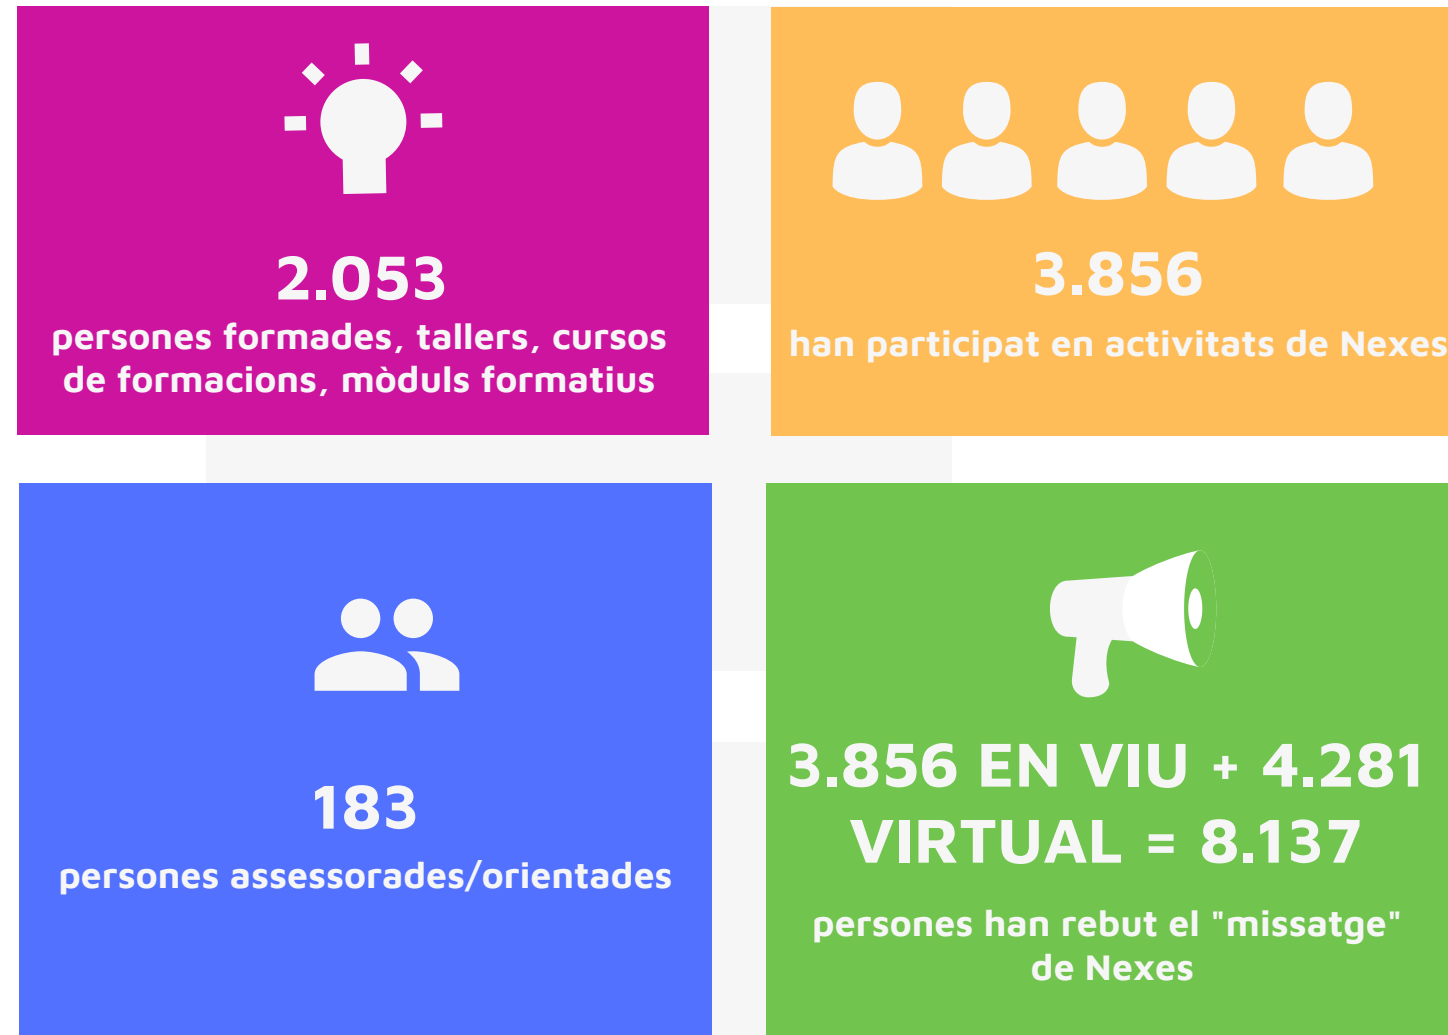 2.053
persones formades, tallers, cursos
de formacions, mòduls formatius
3.856
han participat en activitats de Nexes
183
persones assessorades/orientades
3.856 EN VIU + 4.281
VIRTUAL = 8.137
persones han rebut el "missatge"
de Nexes